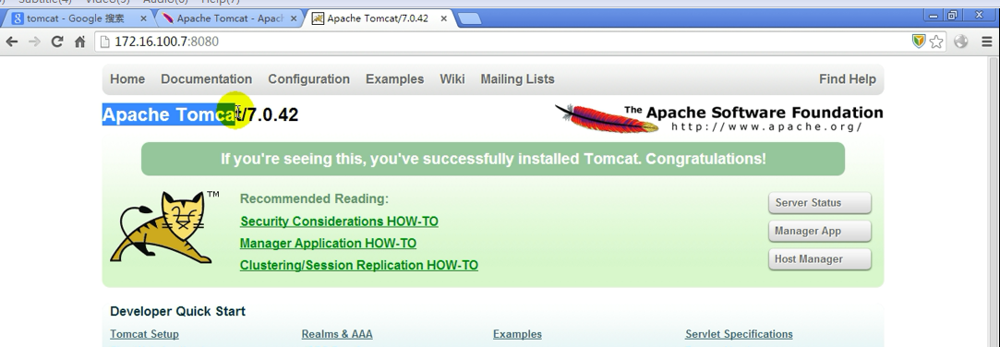 tomcat - Google 搜索
Apache Tomcat - Apach
Apache Tomcat/7.0.42
172.16.100.7:8080
Home Documentation Configuration Examples Wiki Mailing Lists Find Help
Apache Tomcat/7.0.42
The Apache Software Foundation
http://www.apache.org/
If you're seeing this, you've successfully installed Tomcat. Congratulations!
TM
Recommended Reading:
Security Considerations HOW-TO
Manager Application HOW-TO
Clustering/Session Replication HOW-TO
Server Status
Manager App
Host Manager
Developer Quick Start
Tomcat Setup Realms & AAA Examples Servlet Specifications